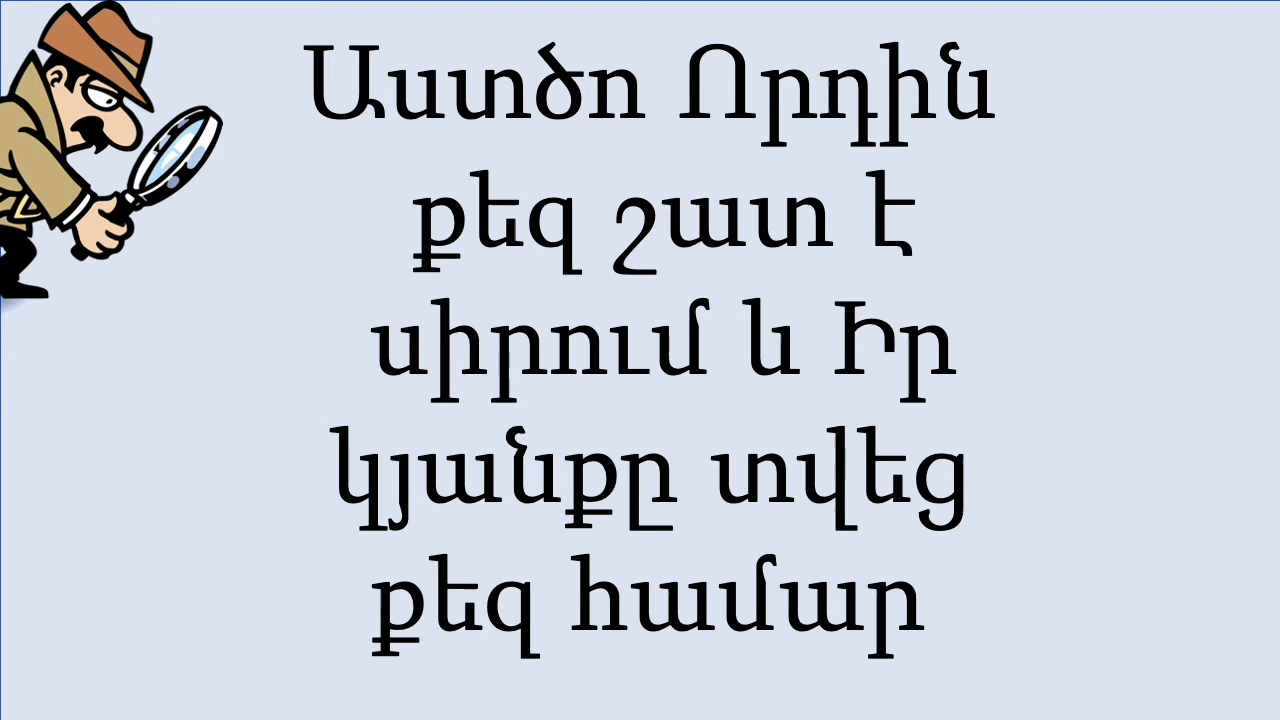 Աստծո Որդին
քեզ շատ է
սիրում և Իր
կյանքը տվեց
քեզ համար